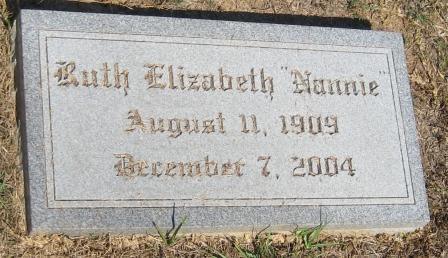 Ruth Elizabeth "Nannie"
August 11, 1909
December 7, 2004